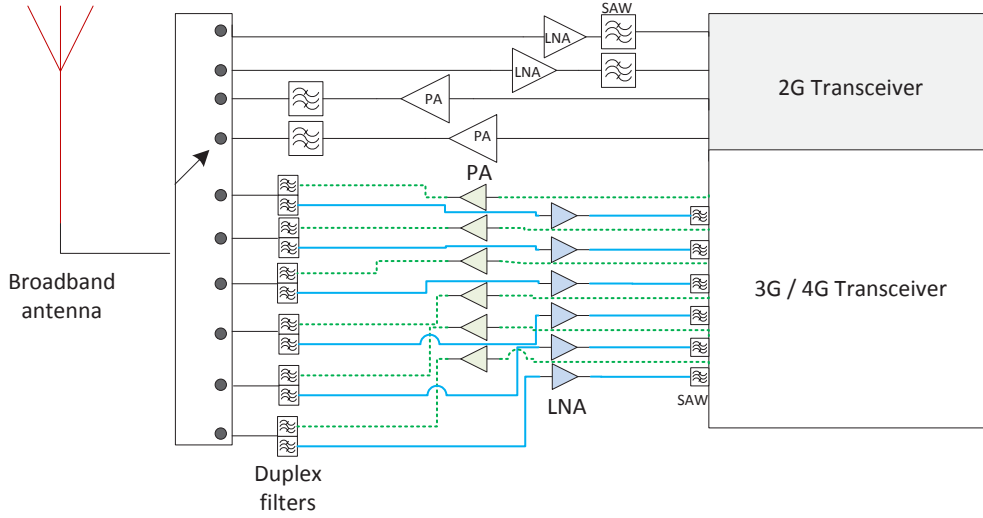 SAW
LNA
LNA
PA
PA
2G Transceiver
PA
Broadband
antenna
3G / 4G Transceiver
LNA
SAW
Duplex
filters